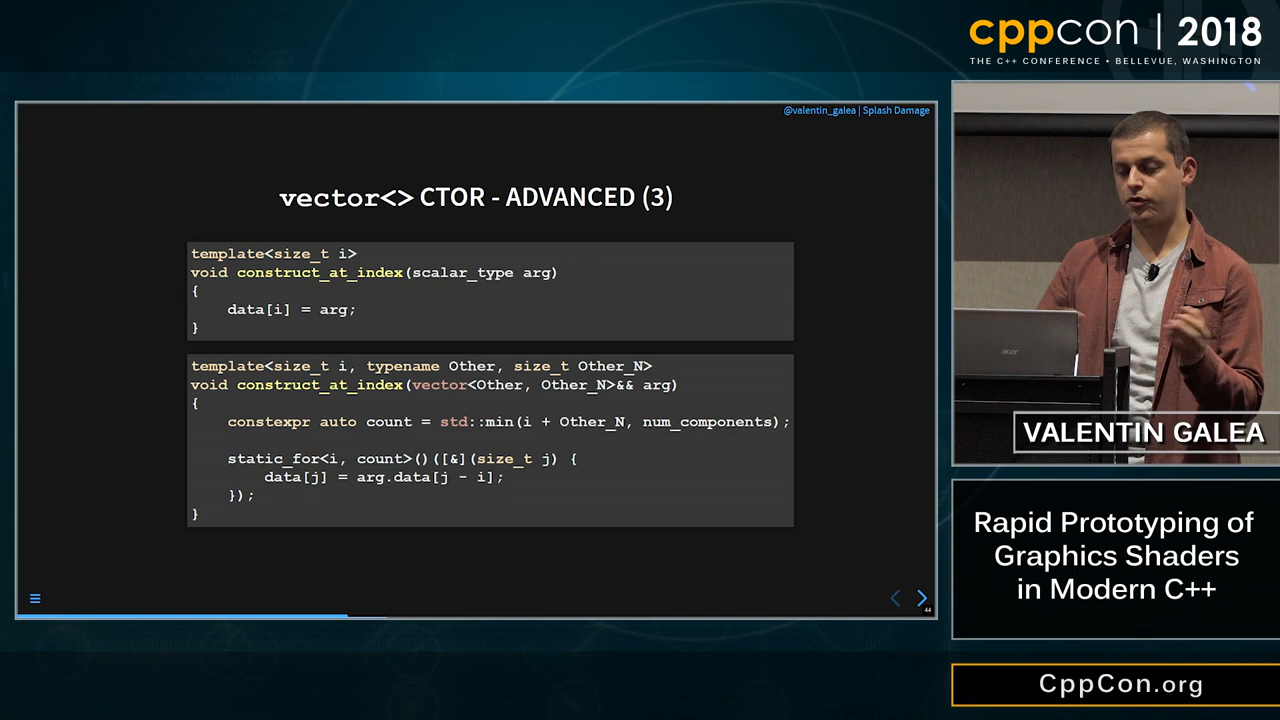 cppcon | 2018
THE C++ CONFERENCE • BELLEVUE, WASHINGTON
@valentin_galea | Splash Damage
vector<> CTOR - ADVANCED (3)
template<size_t i>
void construct_at_index(scalar_type arg)
{
    data[i] = arg;
}
template<size_t i, typename Other, size_t Other_N>
void construct_at_index(vector<Other, Other_N>&& arg)
{
    constexpr auto count = std::min(i + Other_N, num_components);
    static_for<i, count>()([&](size_t j) {
        data[j] = arg.data[j - i];
    });
}
44
acer
VALENTIN GALEA
Rapid Prototyping of
Graphics Shaders
in Modern C++
CppCon.org